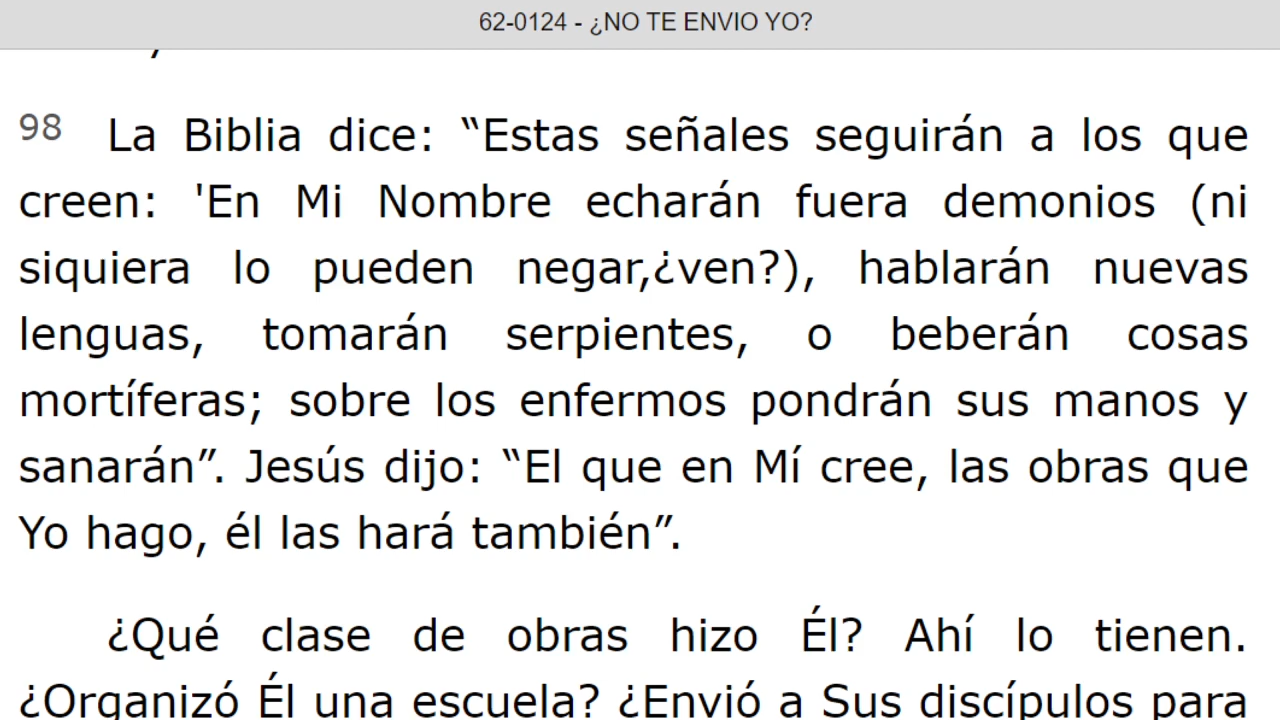 62-0124 - ¿NO TE ENVIO YO?
98 La Biblia dice: “Estas señales seguirán a los que
creen: 'En Mi Nombre echarán fuera demonios (ni
siquiera lo pueden negar,¿ven?), hablarán nuevas
lenguas, tomarán serpientes, o beberán cosas
mortíferas; sobre los enfermos pondrán sus manos y
sanarán”. Jesús dijo: “El que en Mí cree, las obras que
Yo hago, él las hará también”.
¿Qué clase de obras hizo Él? Ahí lo tienen.
¿Organizó Él una escuela? ¿Envió a Sus discípulos para